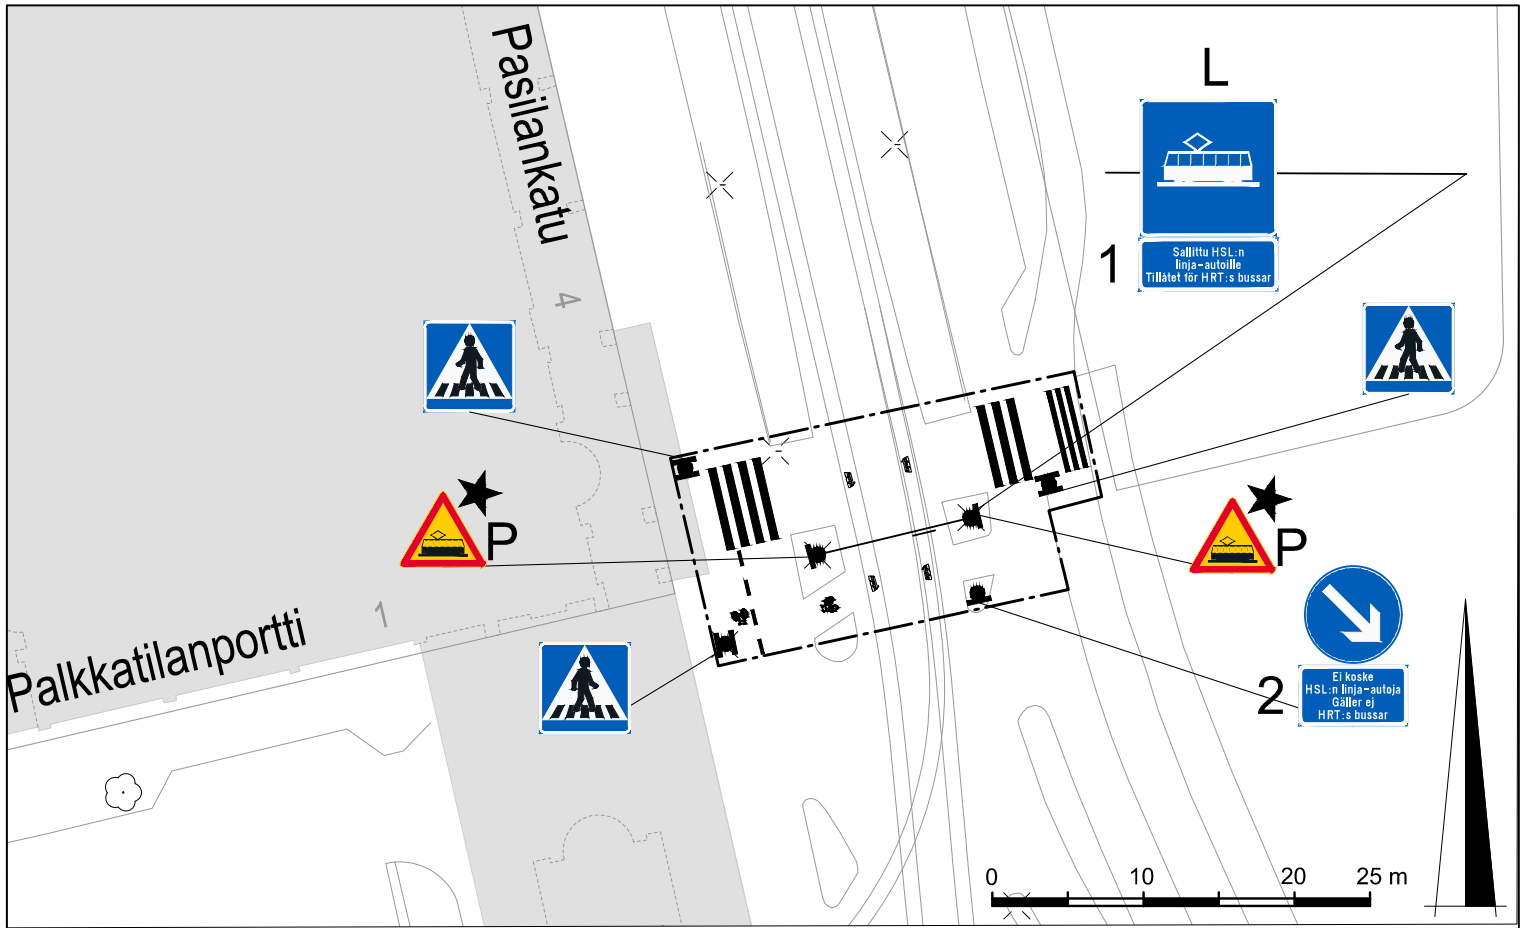 Pasilankatu
4
L
1
Sallittu HSL:n
linja-autoille
Tillåtet för HRT:s bussar
P
P
1
Palkkatilanportti
2
Ei koske
HSL:n linja-autoja
Gäller ej
HRT:s bussar
0 10 20 25 m